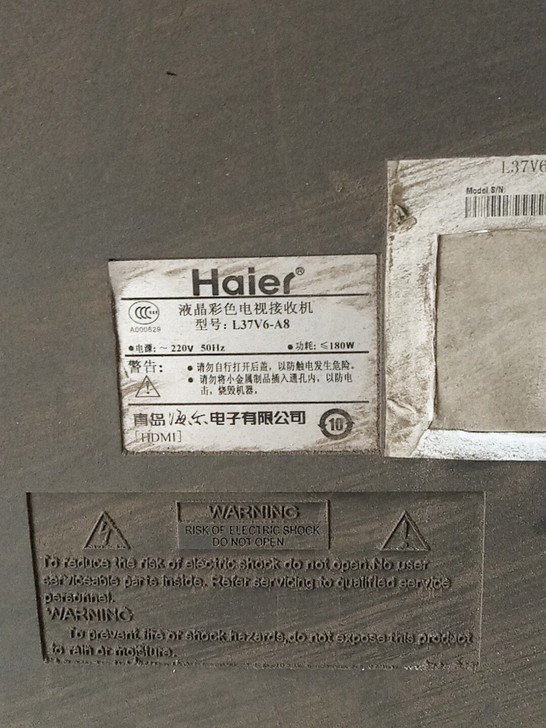 L37V6
Model S/N
Haier®
CCC
A000629
液晶彩色电视接收机
型号: L37V6-A8
●电源: ~ 220V 50Hz
●功耗: ≤180W
警告:
●请勿自行打开后盖, 以防触电发生危险。
●请勿将小金属制品插入通孔内, 以防电
击, 烧毁机器。
青岛海尔电子有限公司
10
[HDMI]
WARNING
RISK OF ELECTRIC SHOCK
DO NOT OPEN
To reduce the risk of electric shock do not open.No user
serviceable parts inside. Refer servicing to qualified service
personnel.
WARNING
To prevent fire or shock hazards,do not expose this product
to rain or moisture.